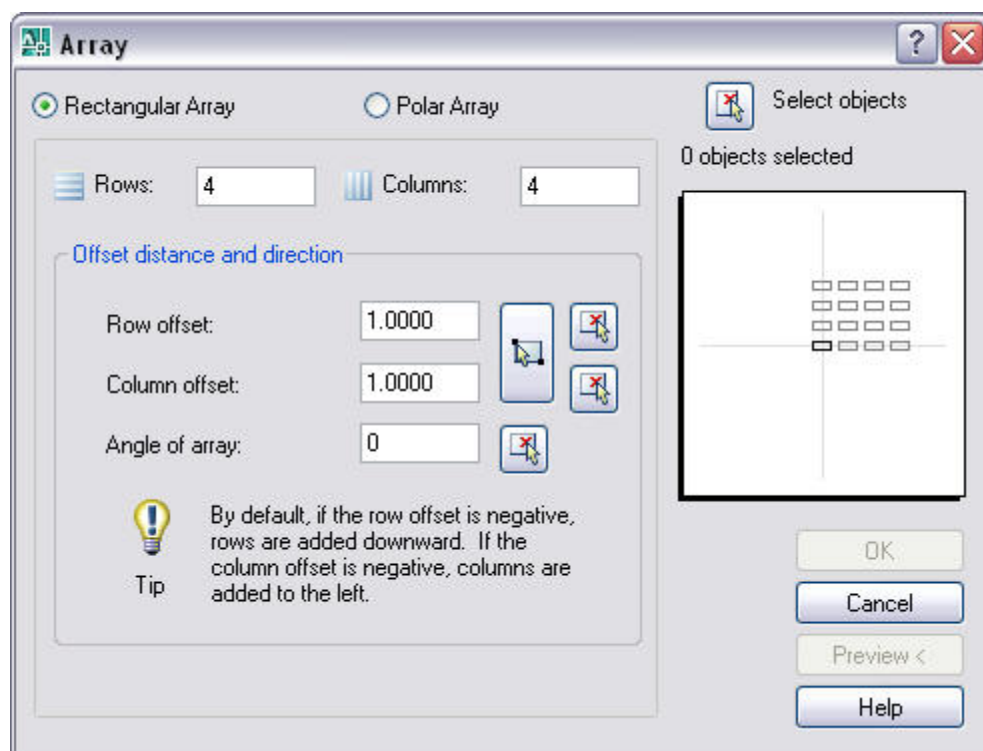 Array
Rectangular Array
Polar Array
Select objects
0 objects selected
Rows: 4
Columns: 4
Offset distance and direction
Row offset: 1.0000
Column offset: 1.0000
Angle of array: 0
Tip
By default, if the row offset is negative,
rows are added downward. If the
column offset is negative, columns are
added to the left.
OK
Cancel
Preview <
Help